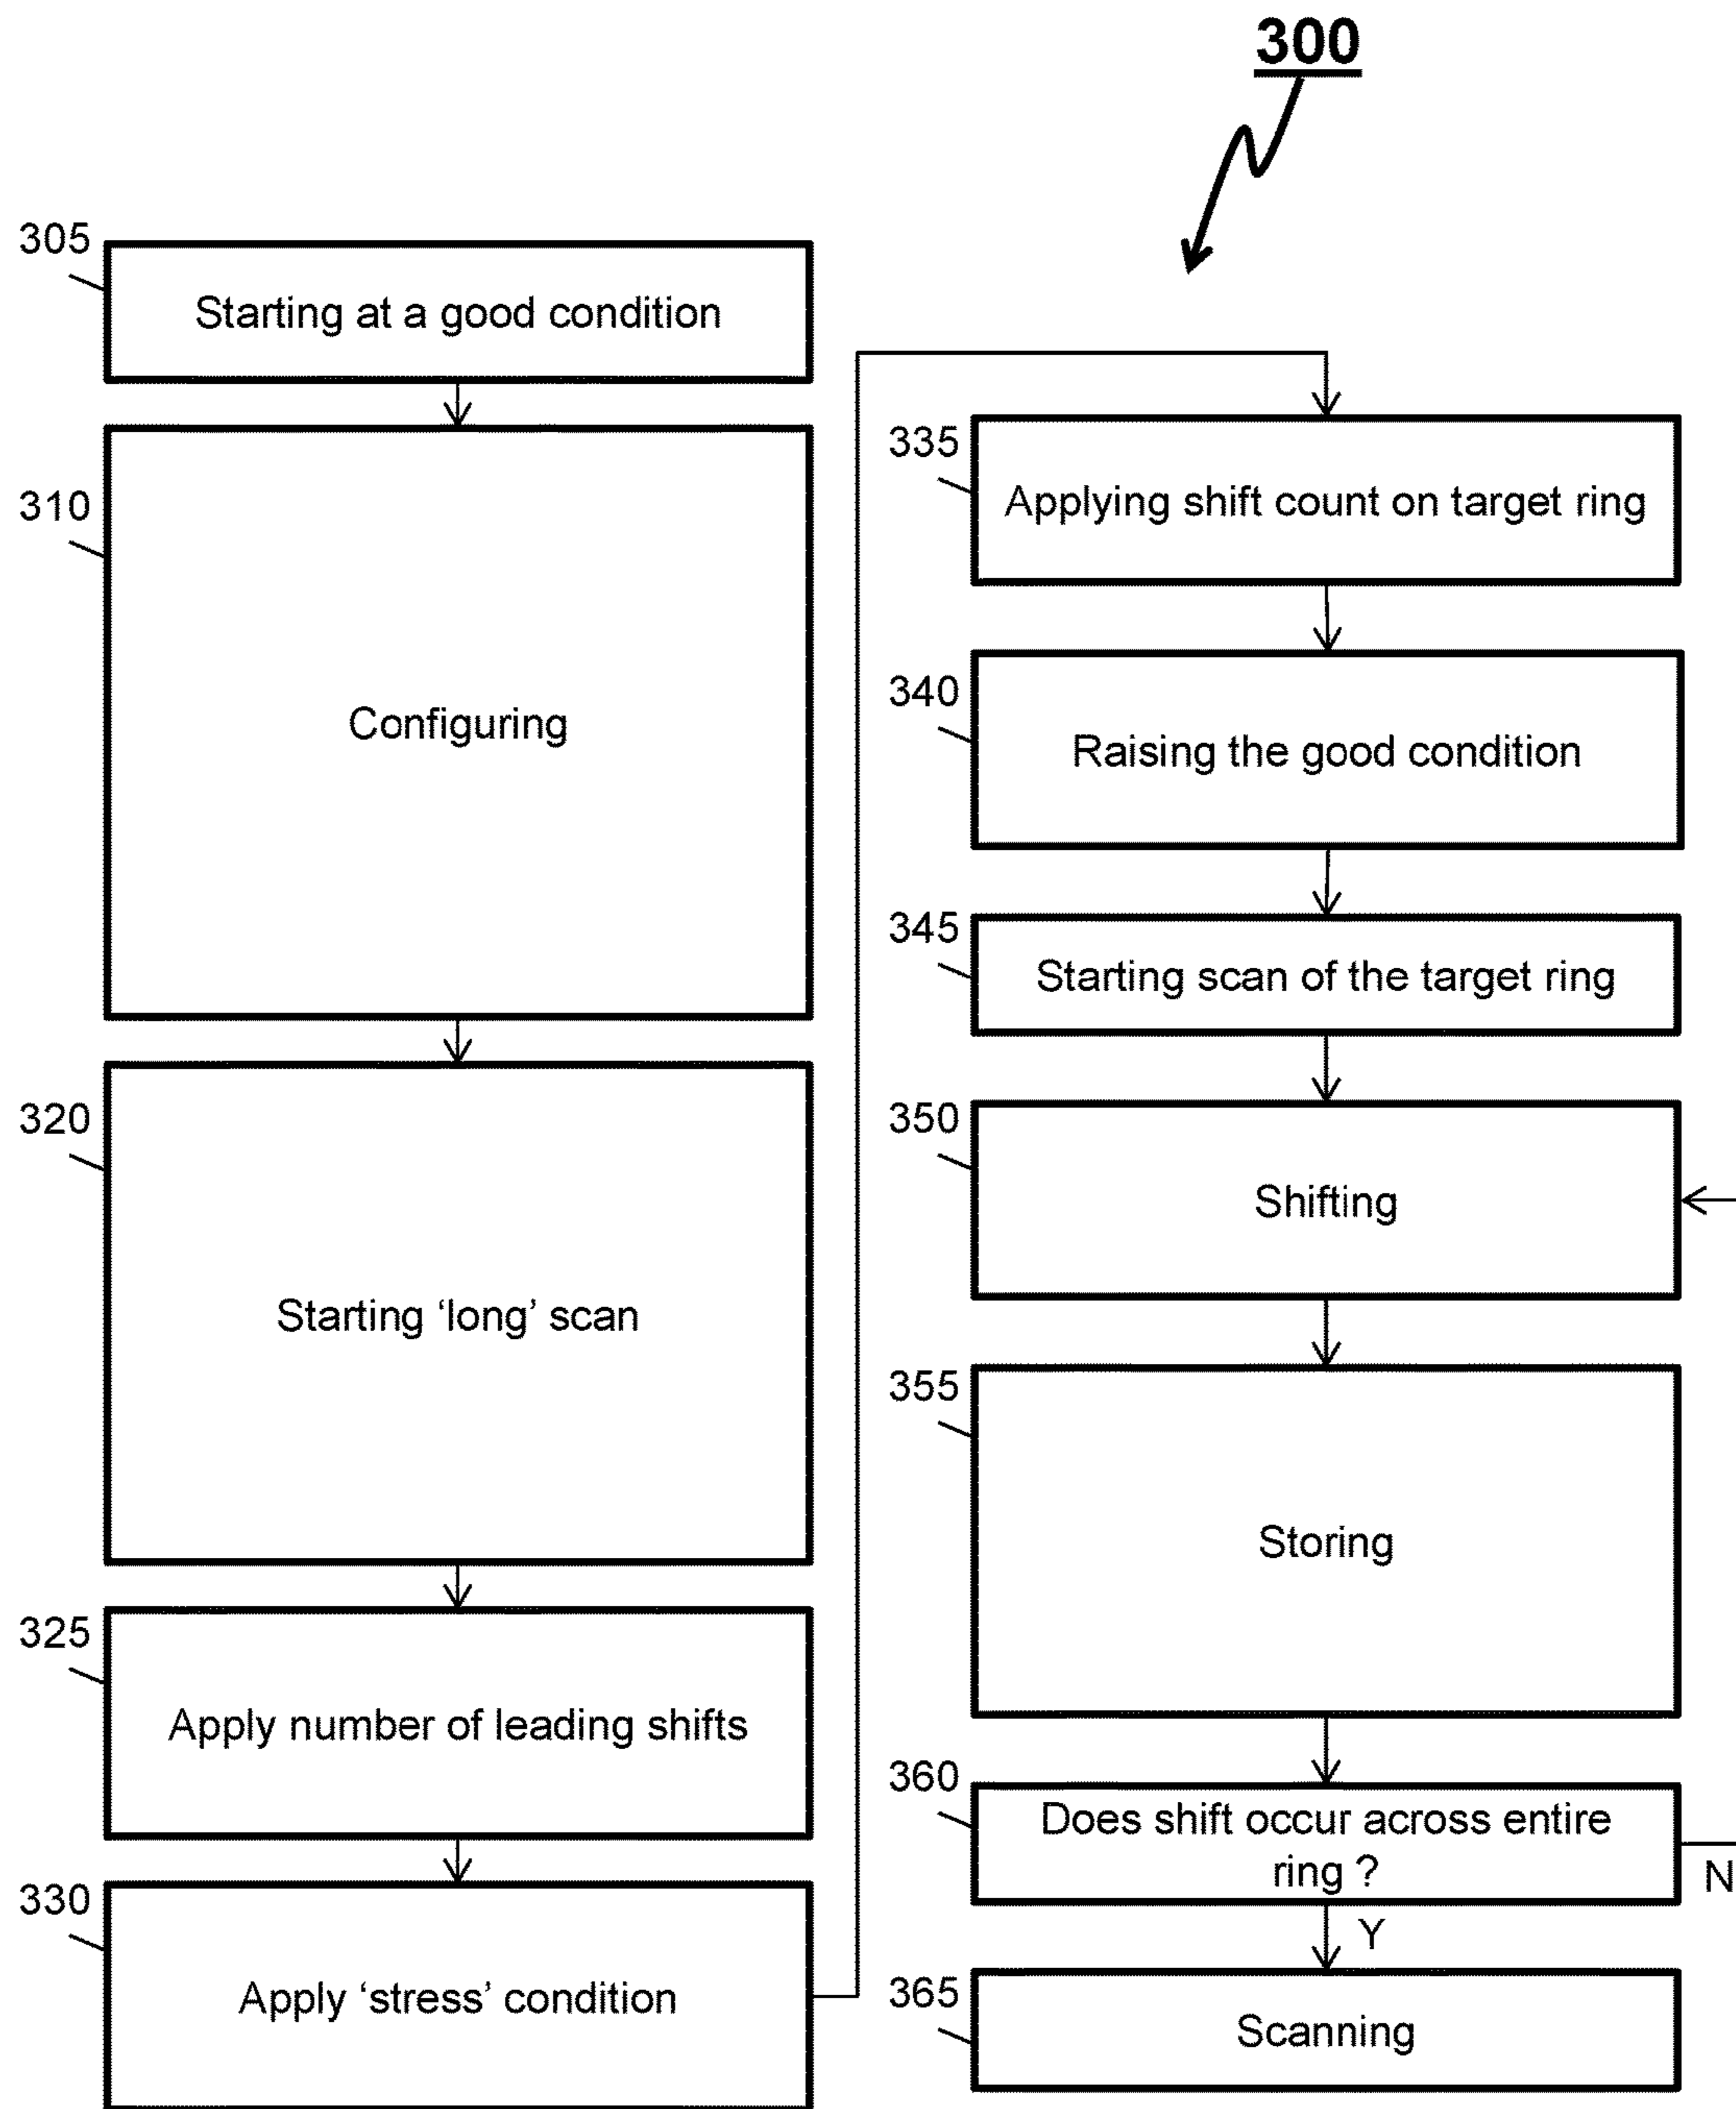 300
305
Starting at a good condition
310
Configuring
320
Starting ‘long’ scan
325
Apply number of leading shifts
330
Apply ‘stress’ condition
335
Applying shift count on target ring
340
Raising the good condition
345
Starting scan of the target ring
350
Shifting
355
Storing
360
Does shift occur across entire
ring ?
N
Y
365
Scanning